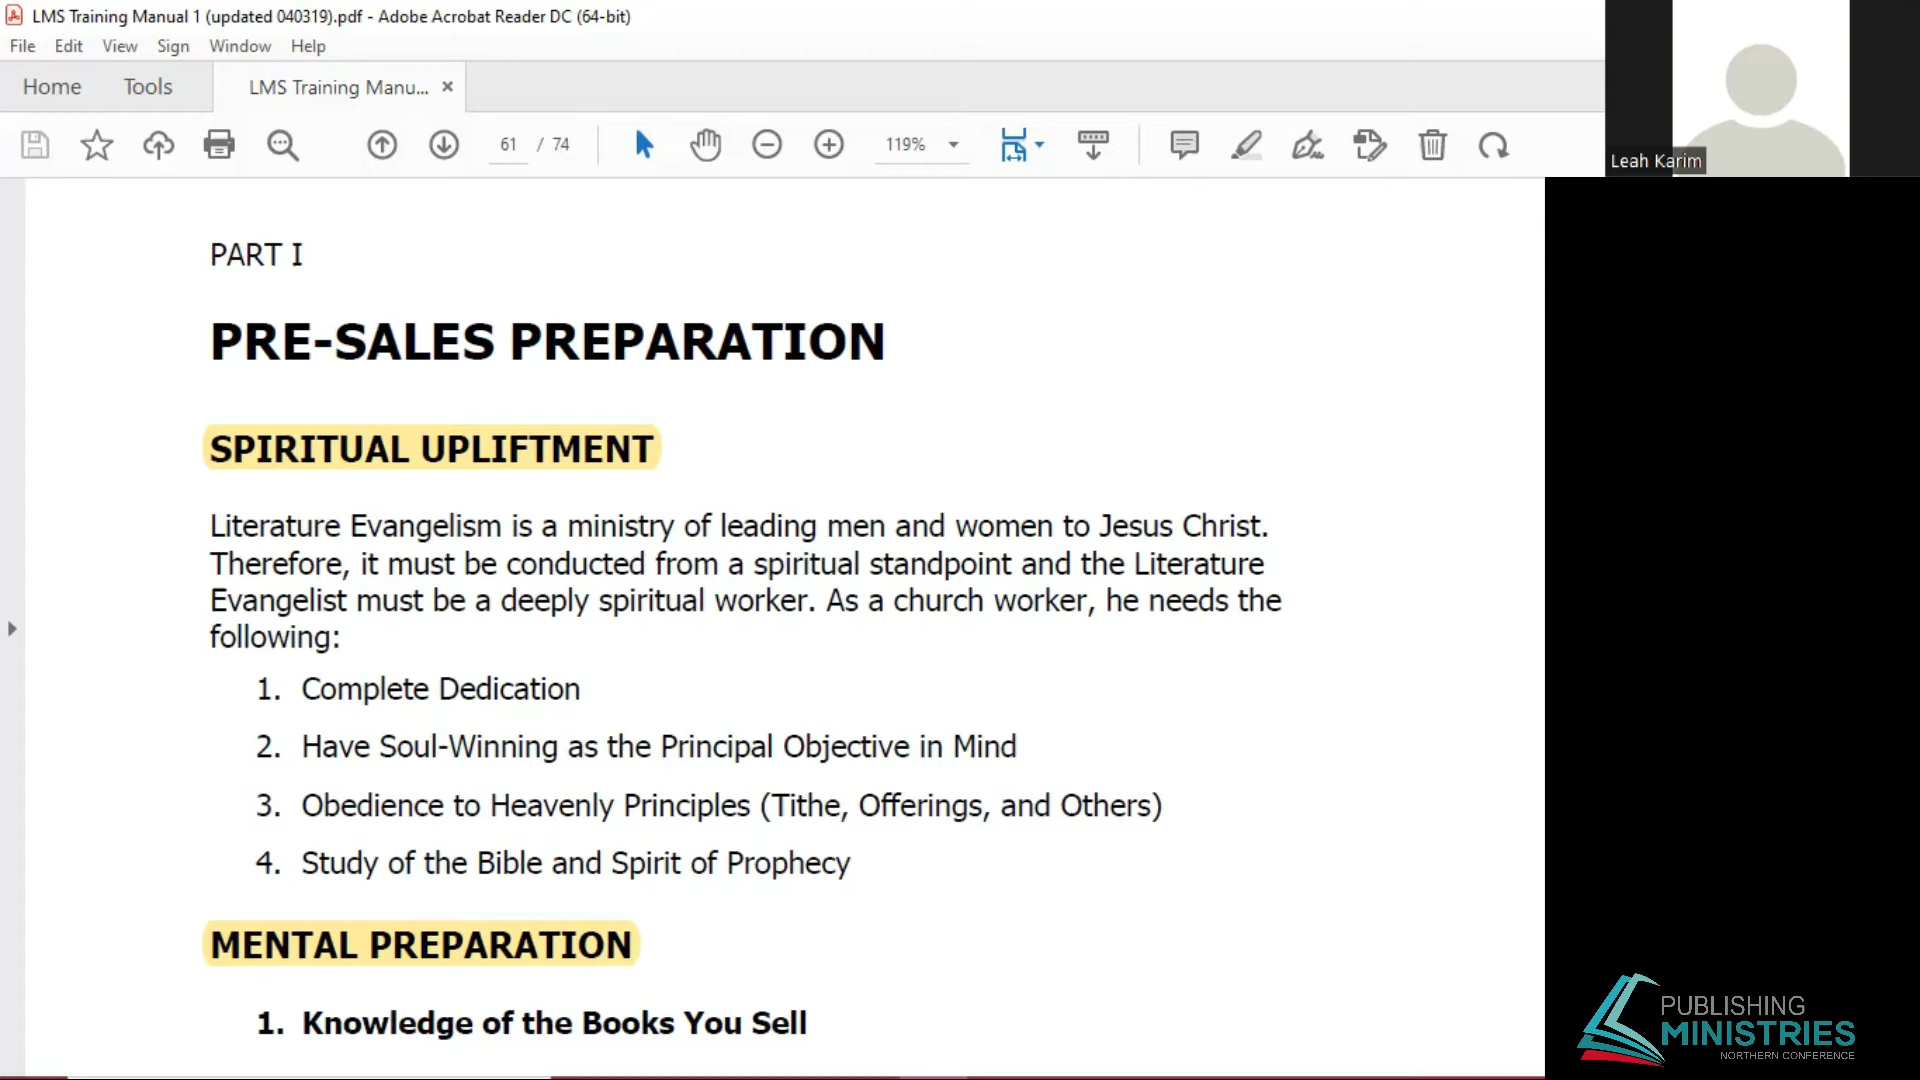 LMS Training Manual 1 (updated 040319).pdf - Adobe Acrobat Reader DC (64-bit)
File Edit View Sign Window Help
Home Tools LMS Training Manu... ×
61 / 74 119%
Leah Karim
PART I
PRE-SALES PREPARATION
SPIRITUAL UPLIFTMENT
Literature Evangelism is a ministry of leading men and women to Jesus Christ.
Therefore, it must be conducted from a spiritual standpoint and the Literature
Evangelist must be a deeply spiritual worker. As a church worker, he needs the
following:
1. Complete Dedication
2. Have Soul-Winning as the Principal Objective in Mind
3. Obedience to Heavenly Principles (Tithe, Offerings, and Others)
4. Study of the Bible and Spirit of Prophecy
MENTAL PREPARATION
1. Knowledge of the Books You Sell
PUBLISHING
MINISTRIES
NORTHERN CONFERENCE